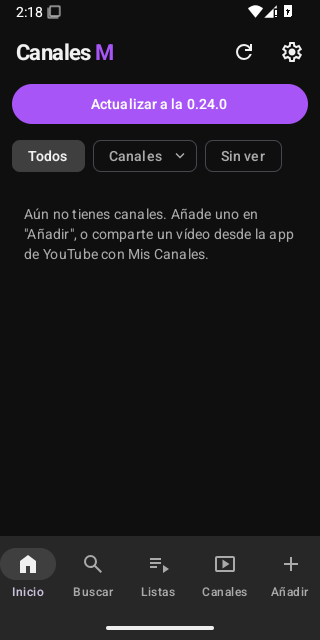 2:18
Canales M
Actualizar a la 0.24.0
Todos
Canales
Sin ver
Aún no tienes canales. Añade uno en
"Añadir", o comparte un vídeo desde la app
de YouTube con Mis Canales.
Inicio
Buscar
Listas
Canales
Añadir